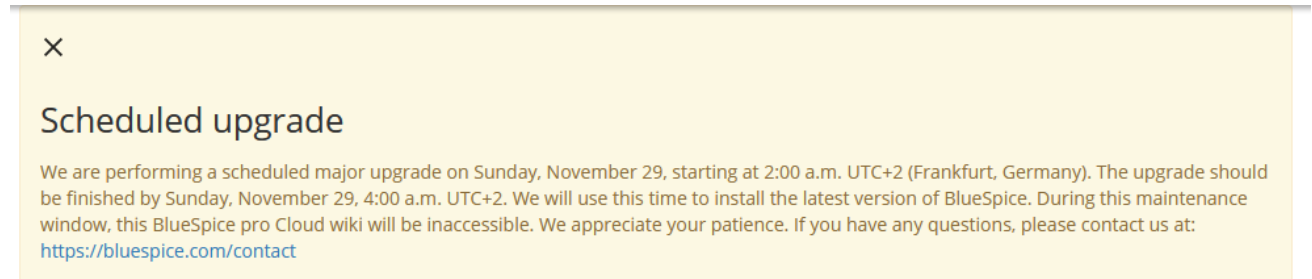 Scheduled upgrade
We are performing a scheduled major upgrade on Sunday, November 29, starting at 2:00 a.m. UTC+2 (Frankfurt, Germany). The upgrade should
be finished by Sunday, November 29, 4:00 a.m. UTC+2. We will use this time to install the latest version of BlueSpice. During this maintenance
window, this BlueSpice pro Cloud wiki will be inaccessible. We appreciate your patience. If you have any questions, please contact us at:
https://bluespice.com/contact